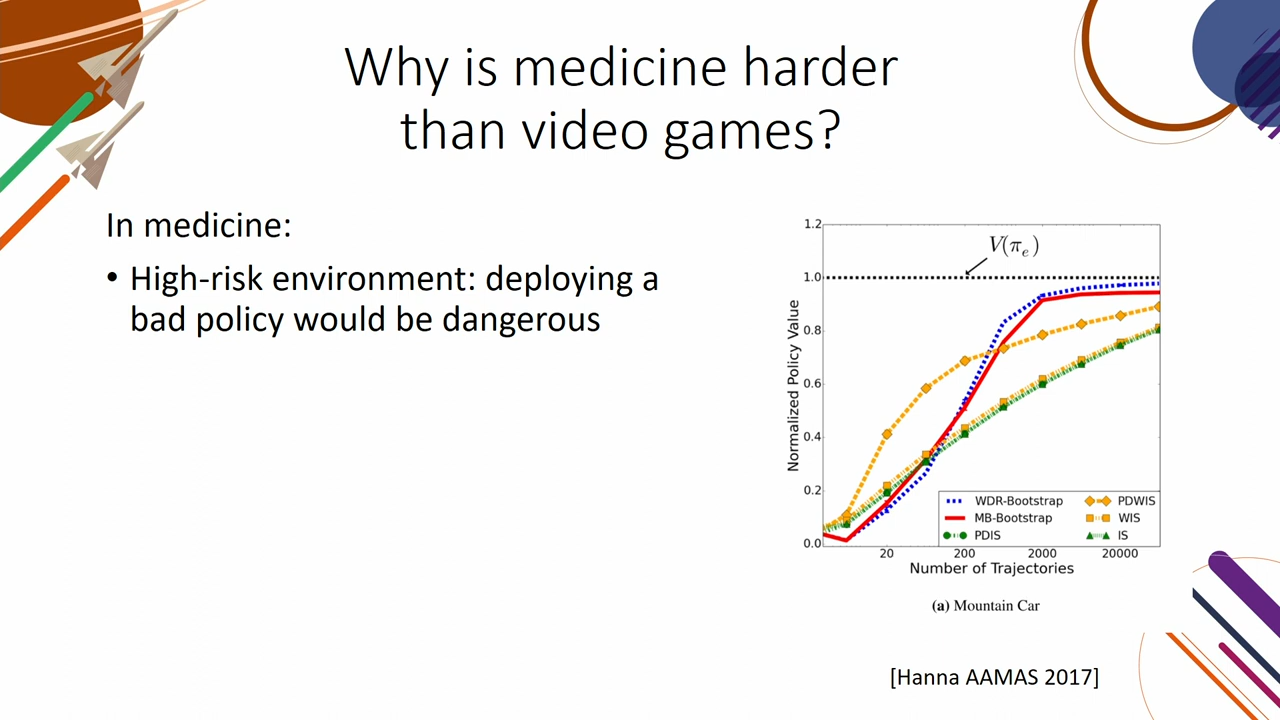 Why is medicine harder
than video games?
In medicine:
• High-risk environment: deploying a
bad policy would be dangerous
1.2
1.0
0.8
0.6
0.4
0.2
0.0
Normalized Policy Value
V(πₑ)
WDR-Bootstrap
MB-Bootstrap
PDIS
PDWIS
WIS
IS
20 200 2000 20000
Number of Trajectories
(a) Mountain Car
[Hanna AAMAS 2017]